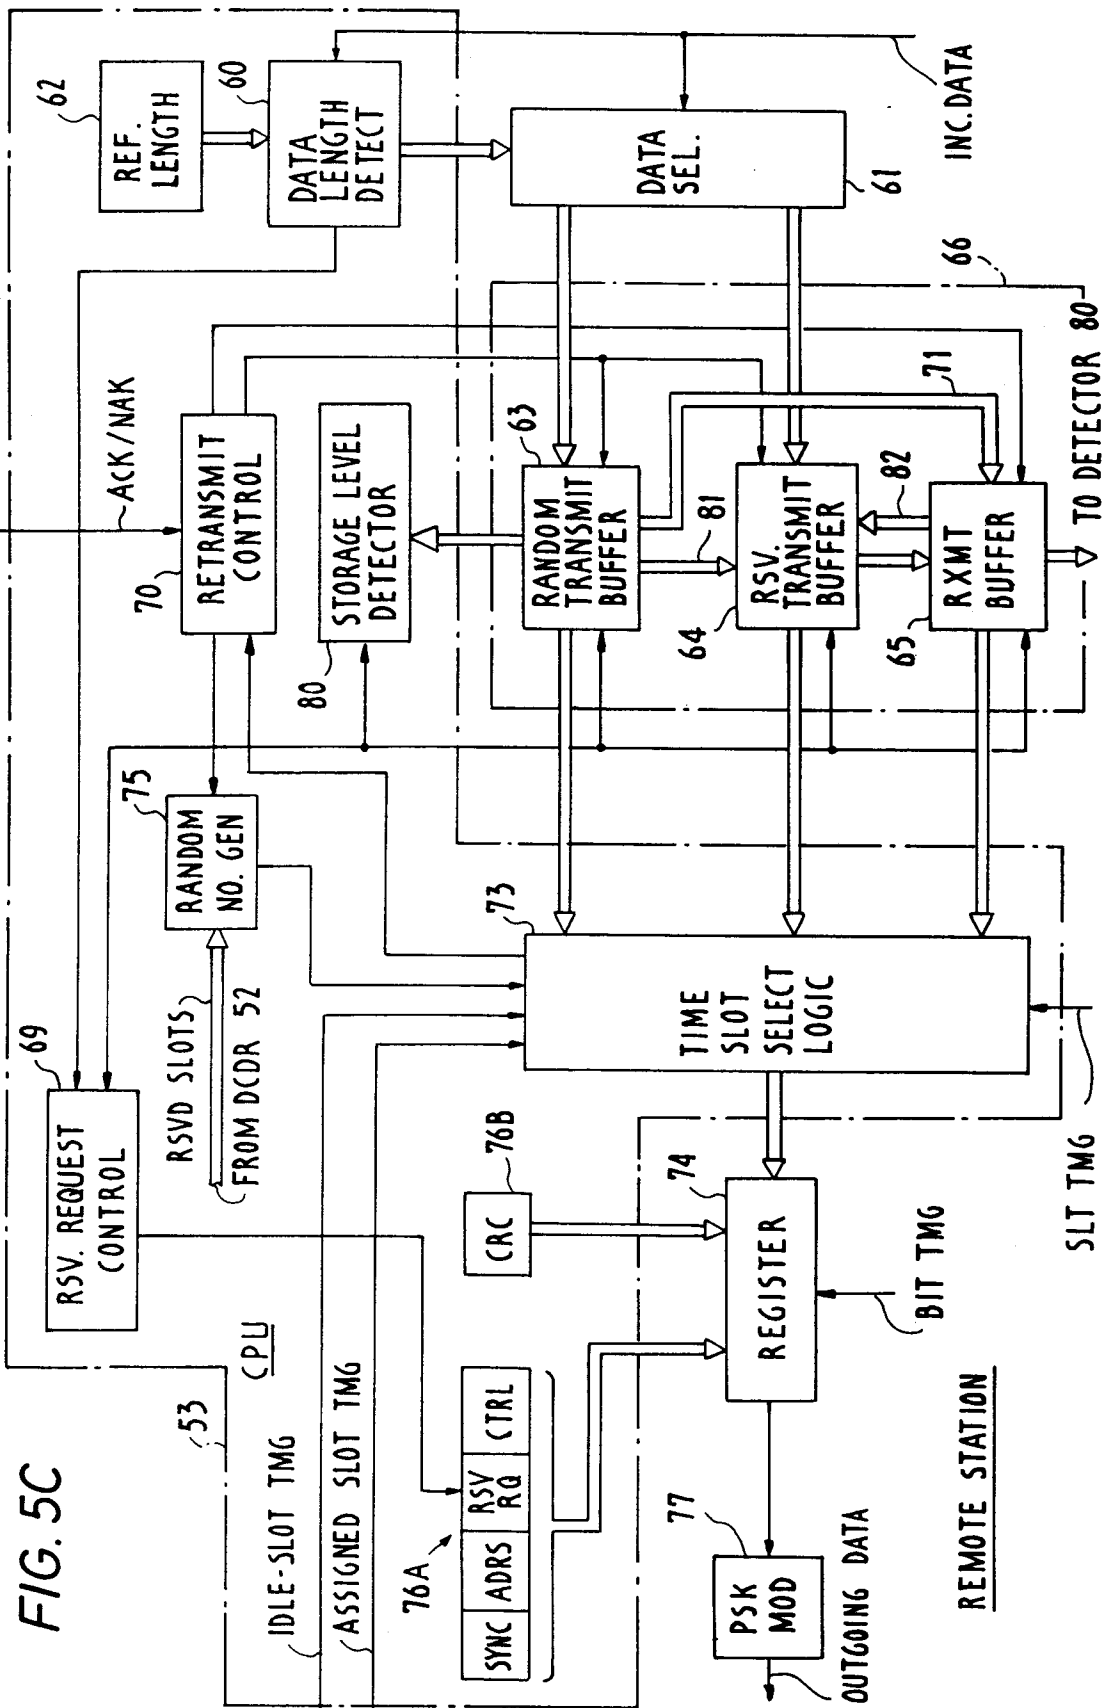 FIG. 5C
53
CPU
69
RSV. REQUEST
CONTROL
62
REF.
LENGTH
60
DATA
LENGTH
DETECT
ACK/NAK
70
RETRANSMIT
CONTROL
75
RANDOM
NO. GEN
RSVD SLOTS
FROM DCDR 52
80
STORAGE LEVEL
DETECTOR
IDLE-SLOT TMG
ASSIGNED SLOT TMG
76A
SYNC
ADRS
RSV
RQ
CTRL
76B
CRC
73
TIME
SLOT
SELECT
LOGIC
63
RANDOM
TRANSMIT
BUFFER
81
64
RSV.
TRANSMIT
BUFFER
82
65
RXMT
BUFFER
71
66
DATA
SEL.
61
INC.DATA
TO DETECTOR 80
74
REGISTER
BIT TMG
SLT TMG
77
PSK
MOD
OUTGOING DATA
REMOTE STATION